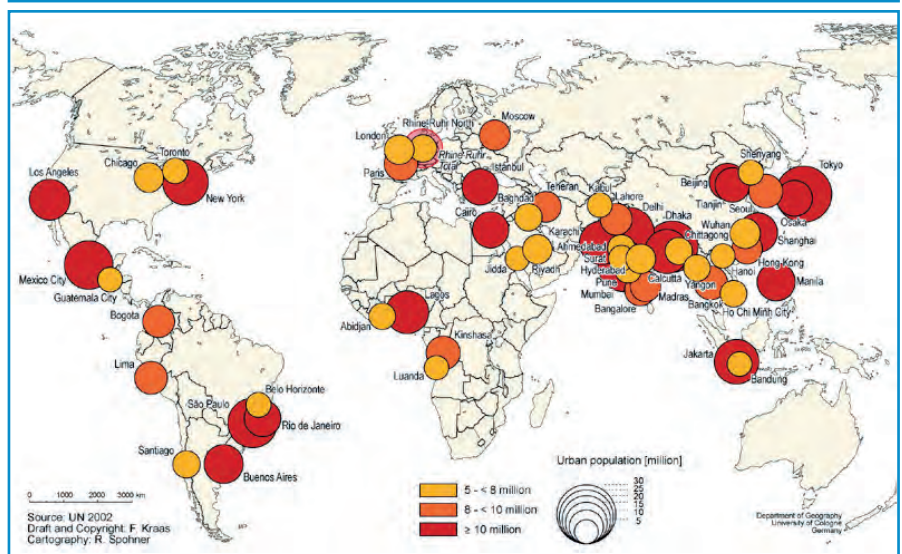 Moscow
Rhine-Ruhr North
London
Rhine-Ruhr
Total
Paris
Istanbul
Toronto
Chicago
Los Angeles
New York
Shenyang
Tokyo
Beijing
Tianjin
Seoul
Osaka
Teheran
Kabul
Lahore
Baghdad
Delhi
Dhaka
Wuhan
Cairo
Karachi
Chittagong
Shanghai
Ahmedabad
Surat
Jidda
Riyadh
Hyderabad
Calcutta
Hanoi
Hong-Kong
Mexico City
Guatemala City
Pune
Yangon
Manila
Mumbai
Madras
Bangkok
Bangalore
Ho Chi Minh City
Lagos
Abidjan
Bogota
Kinshasa
Lima
Luanda
Jakarta
Bandung
Belo Horizonte
São Paulo
Rio de Janeiro
Santiago
Buenos Aires
Urban population [million]
5 - < 8 million
8 - < 10 million
≥ 10 million
30
25
20
15
10
5
0 1000 2000 3000 km
Source: UN 2002
Draft and Copyright: F. Kraas
Cartography: R. Spohner
Department of Geography
University of Cologne
Germany